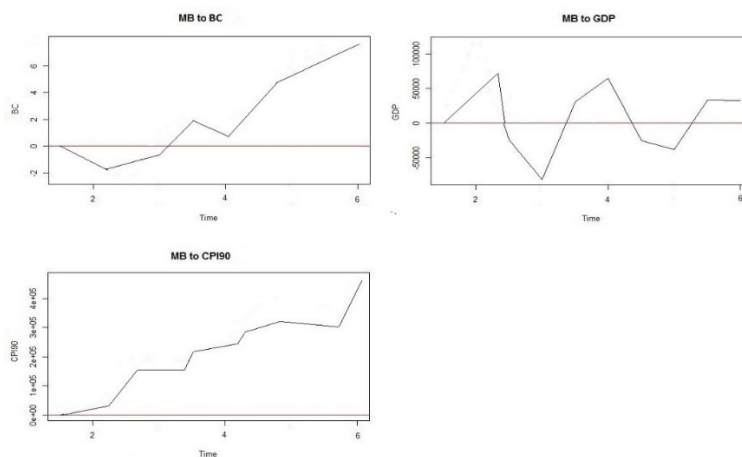 MB to BC
BC
6
4
2
0
-2
2
4
6
Time
MB to GDP
GDP
100000
50000
0
-50000
2
4
6
Time
MB to CPI90
CPI90
4e+05
3e+05
2e+05
1e+05
0e+00
2
4
6
Time